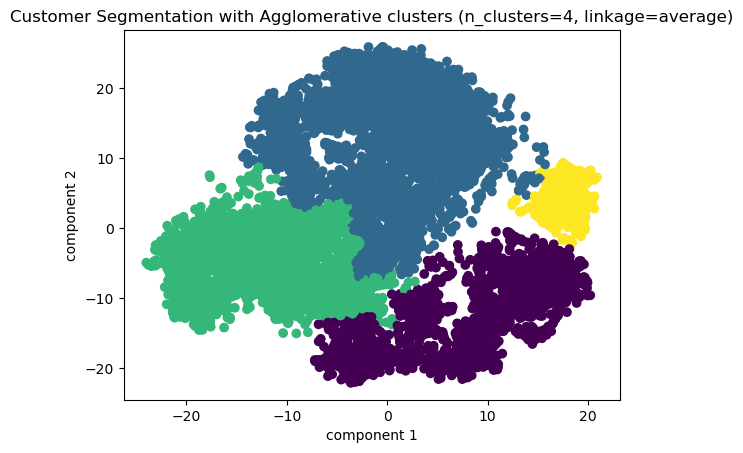 Customer Segmentation with Agglomerative clusters (n_clusters=4, linkage=average)
20
10
0
−10
−20
component 2
−20 −10 0 10 20
component 1